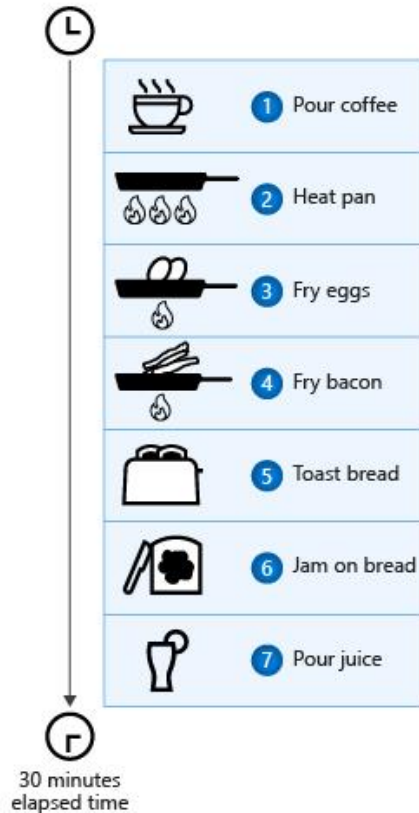 1 Pour coffee
2 Heat pan
3 Fry eggs
4 Fry bacon
5 Toast bread
6 Jam on bread
7 Pour juice
30 minutes
elapsed time